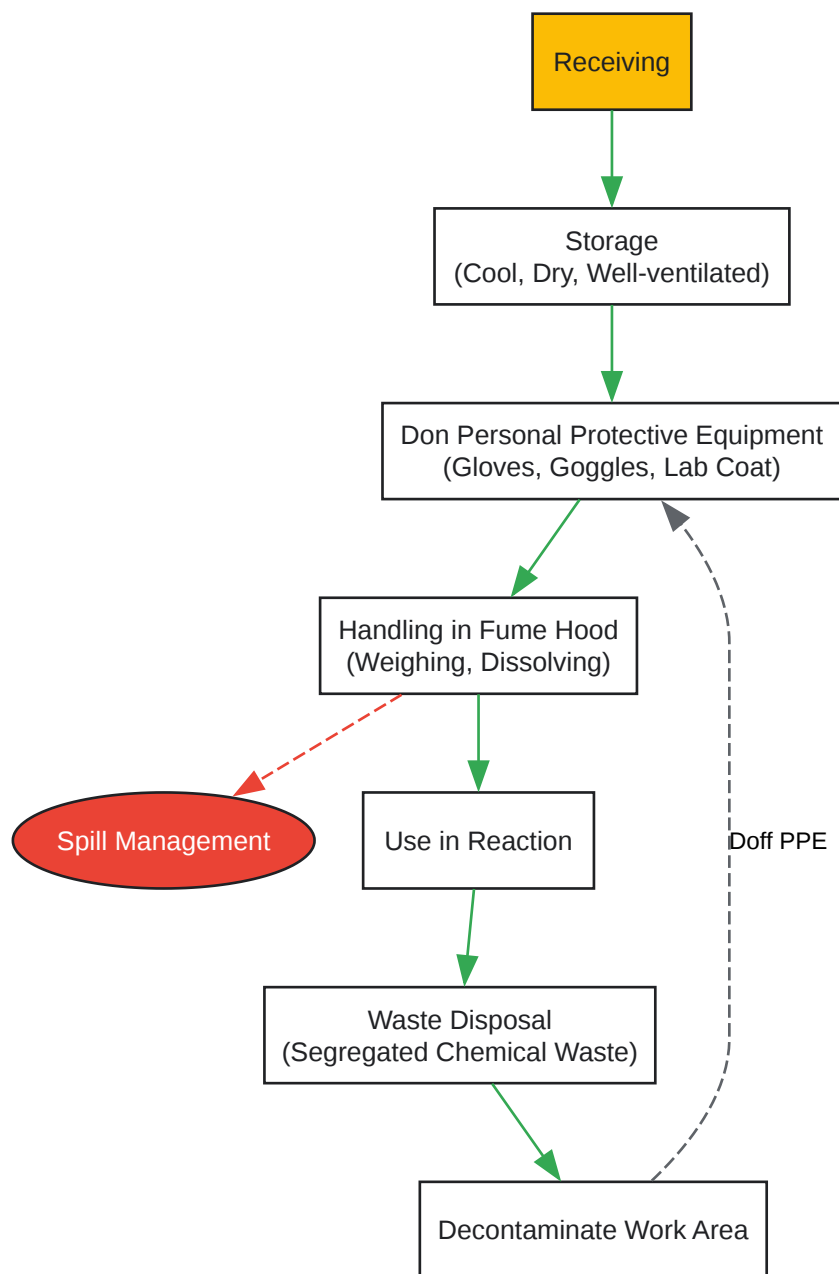 Receiving
Storage
(Cool, Dry, Well-ventilated)
Don Personal Protective Equipment
(Gloves, Goggles, Lab Coat)
Handling in Fume Hood
(Weighing, Dissolving)
Spill Management
Use in Reaction
Doff PPE
Waste Disposal
(Segregated Chemical Waste)
Decontaminate Work Area